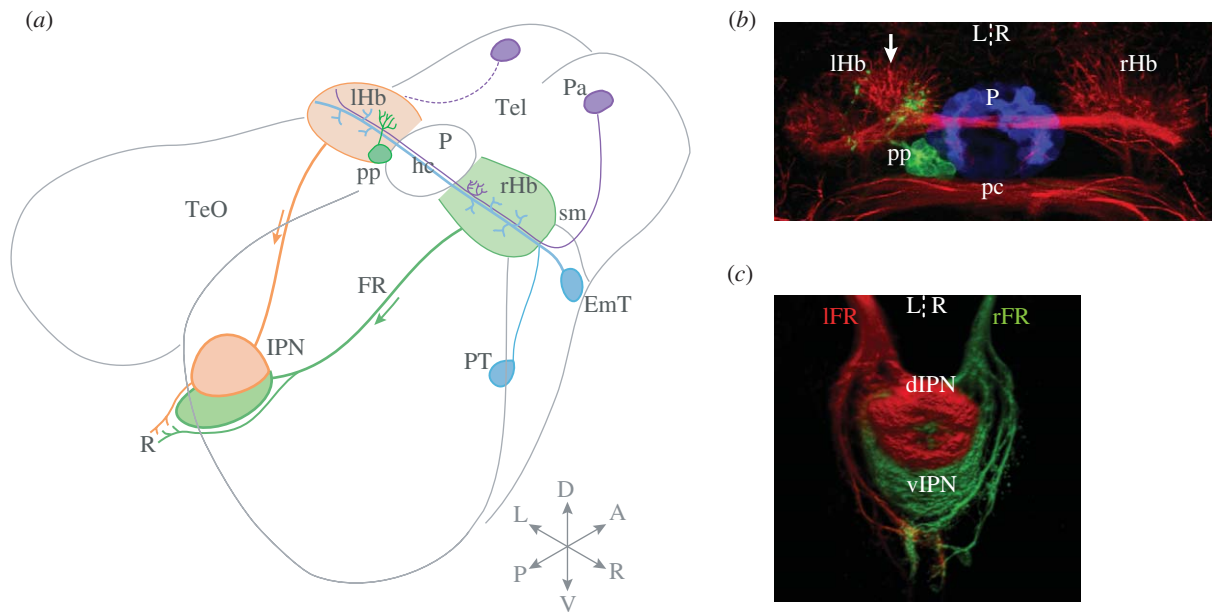 (a)
lHb
Tel
Pa
P
pp
hc
rHb
TeO
sm
FR
EmT
IPN
PT
R
D
L
A
P
R
V
(b)
L R
lHb
rHb
P
pp
pc
(c)
L R
lFR
rFR
dIPN
vIPN